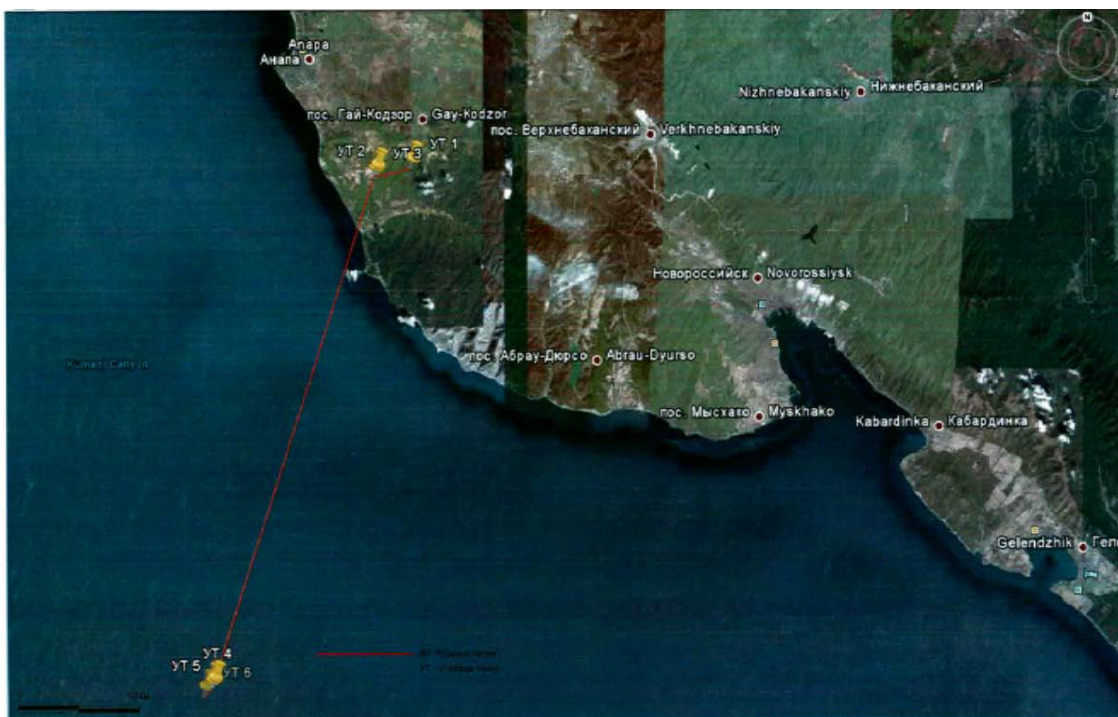 N
Anapa
Анапа
Nizhnebakanskiy Нижнебаканский
пос. Гай-Кодзор Gay-Kodzor
пос. Верхнебаканский Verkhnebakanskiy
УТ 2 УТ 3 УТ 1
Новороссийск Novorossiysk
пос. Абрау-Дюрсо Abrau-Dyurso
Canyon
пос. Мысхако Myskhako
Kabardinka Кабардинка
Gelendzhik
УТ 4
УТ 5 УТ 6